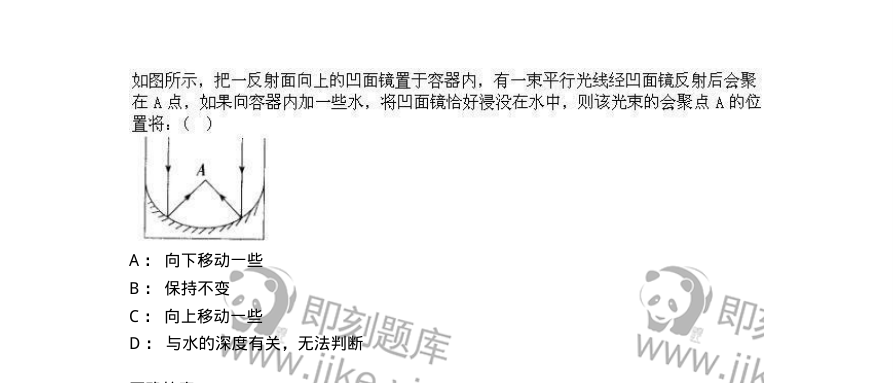 如图所示，把一反射面向上的凹面镜置于容器内，有一束平行光线经凹面镜反射后会聚
在 A 点，如果向容器内加一些水，将凹面镜恰好浸没在水中，则该光束的会聚点 A 的位
置将：（ ）
A
A： 向下移动一些
B： 保持不变
C： 向上移动一些
D： 与水的深度有关，无法判断
即刻题库
www.jike
即
www.jik